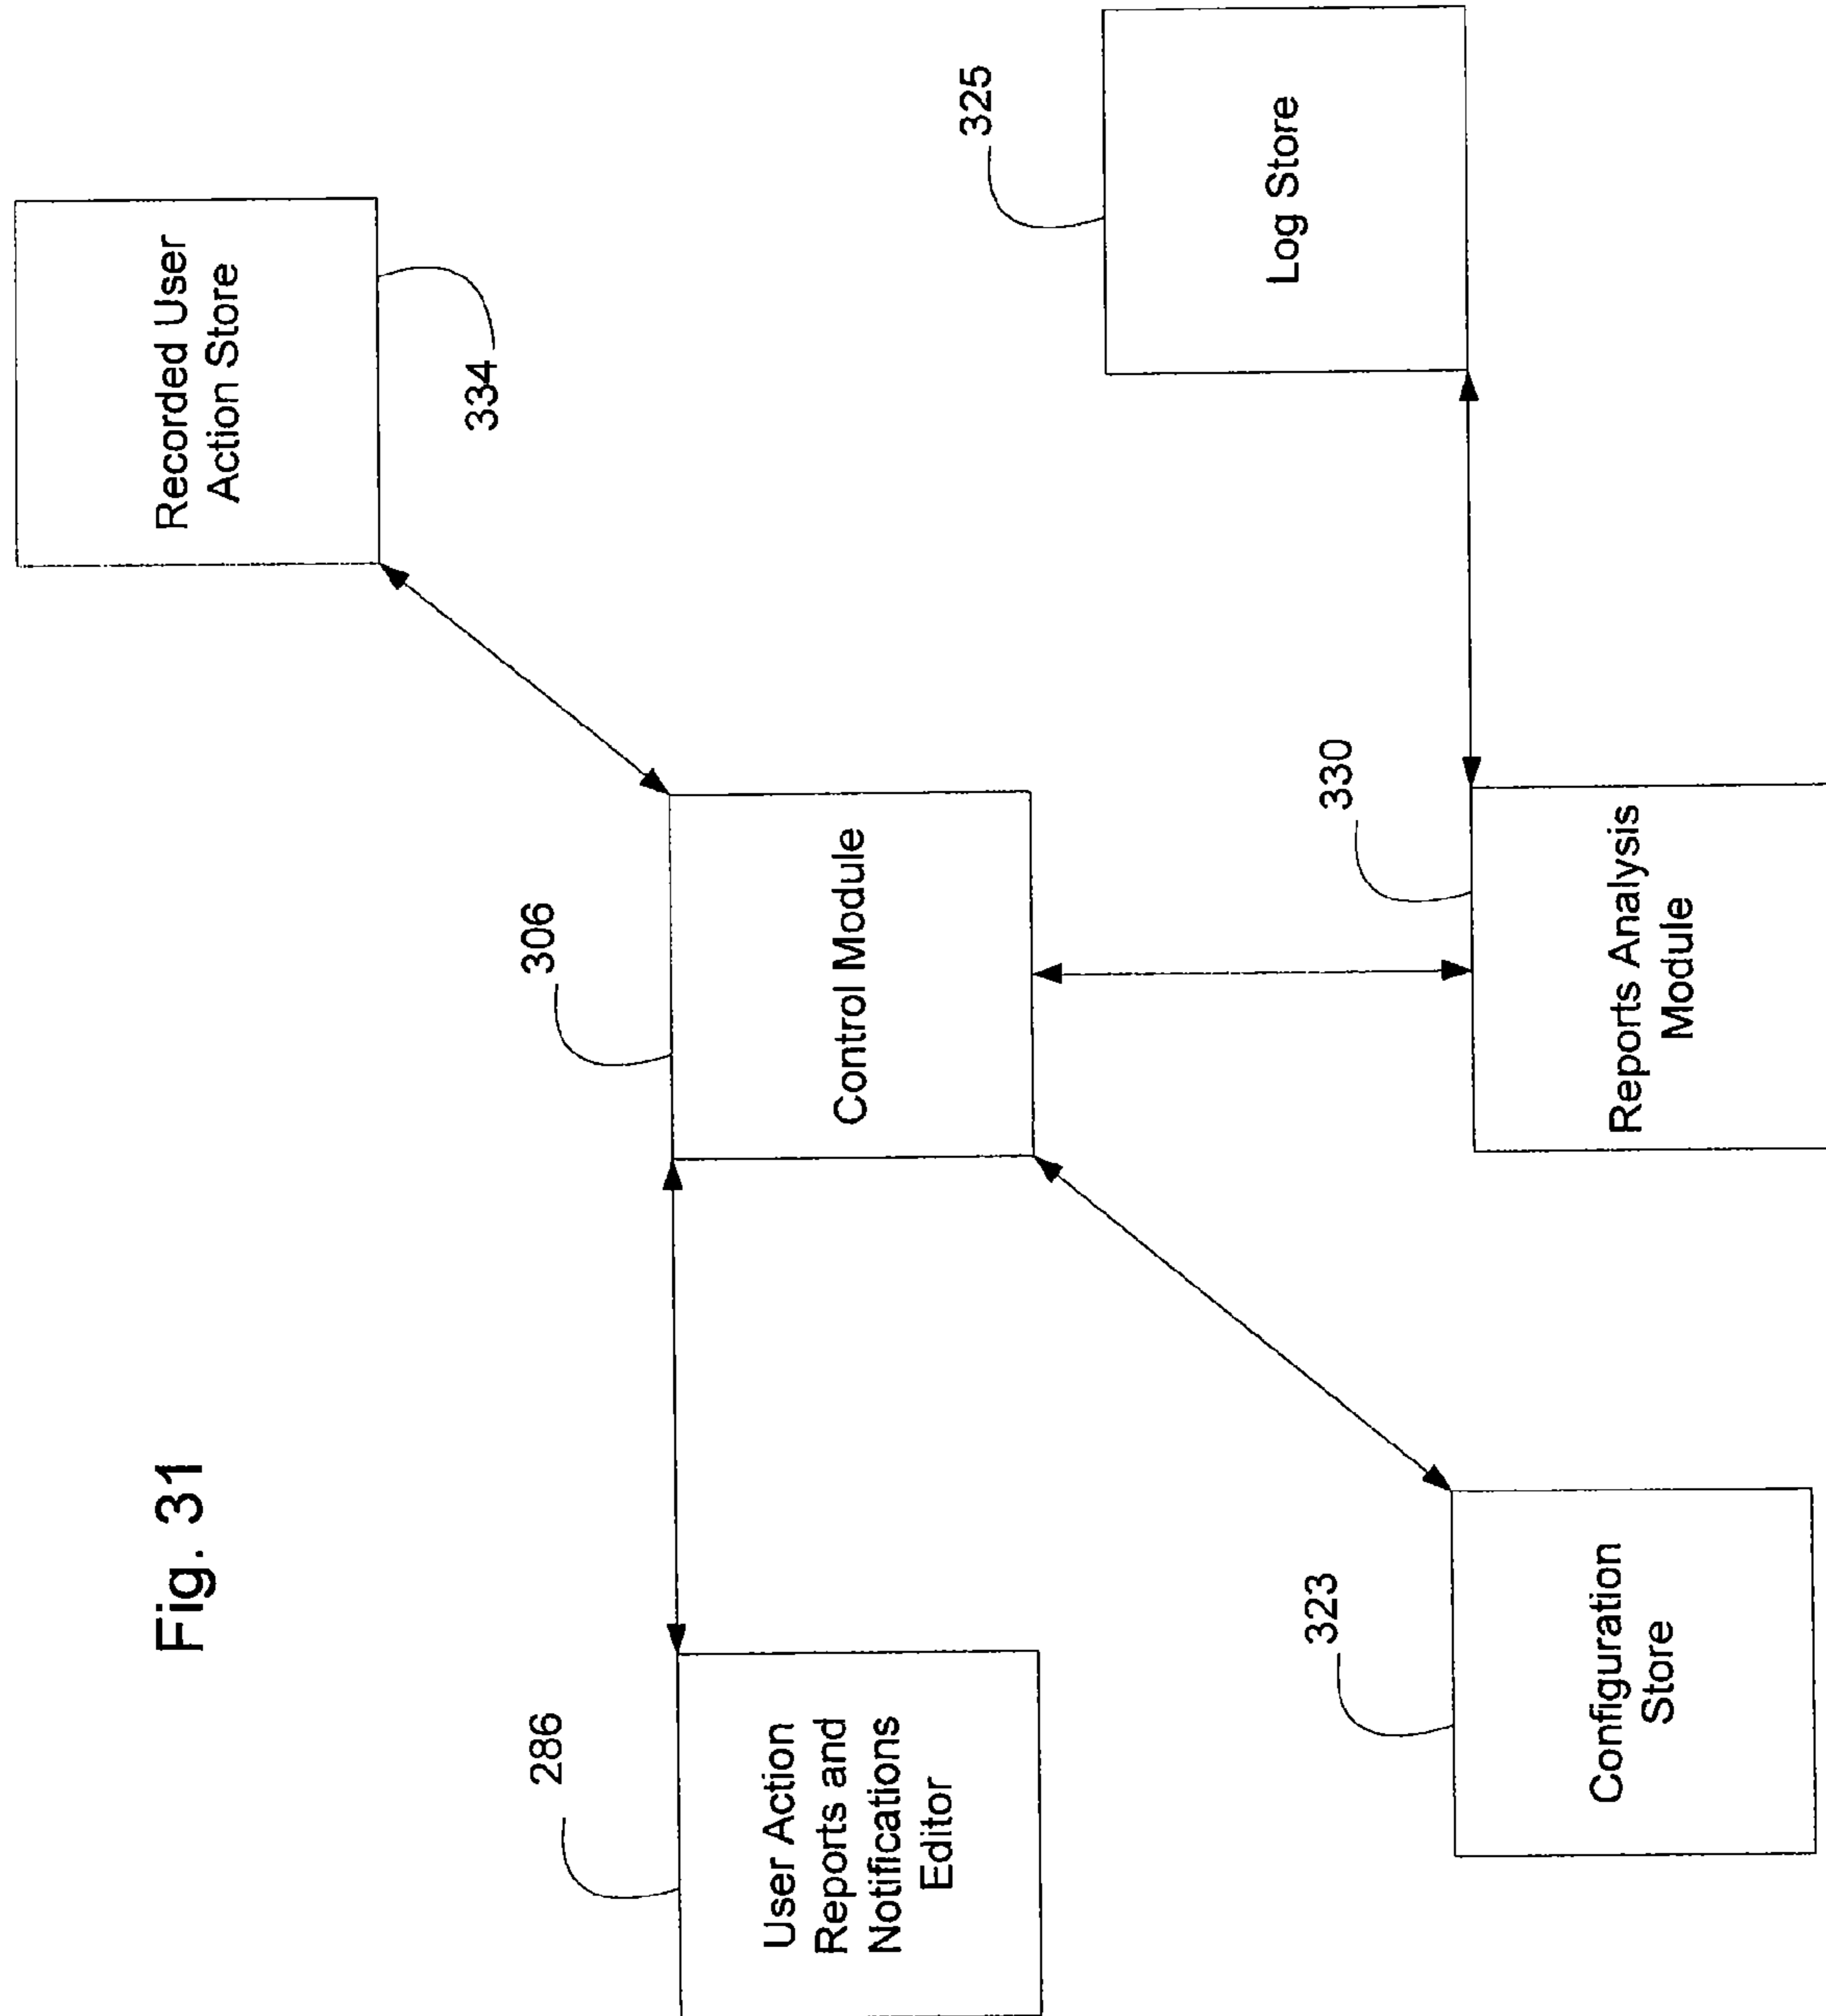 Fig. 31
Recorded User
Action Store
334
286
User Action
Reports and
Notifications
Editor
306
Control Module
325
Log Store
323
Configuration
Store
330
Reports Analysis
Module